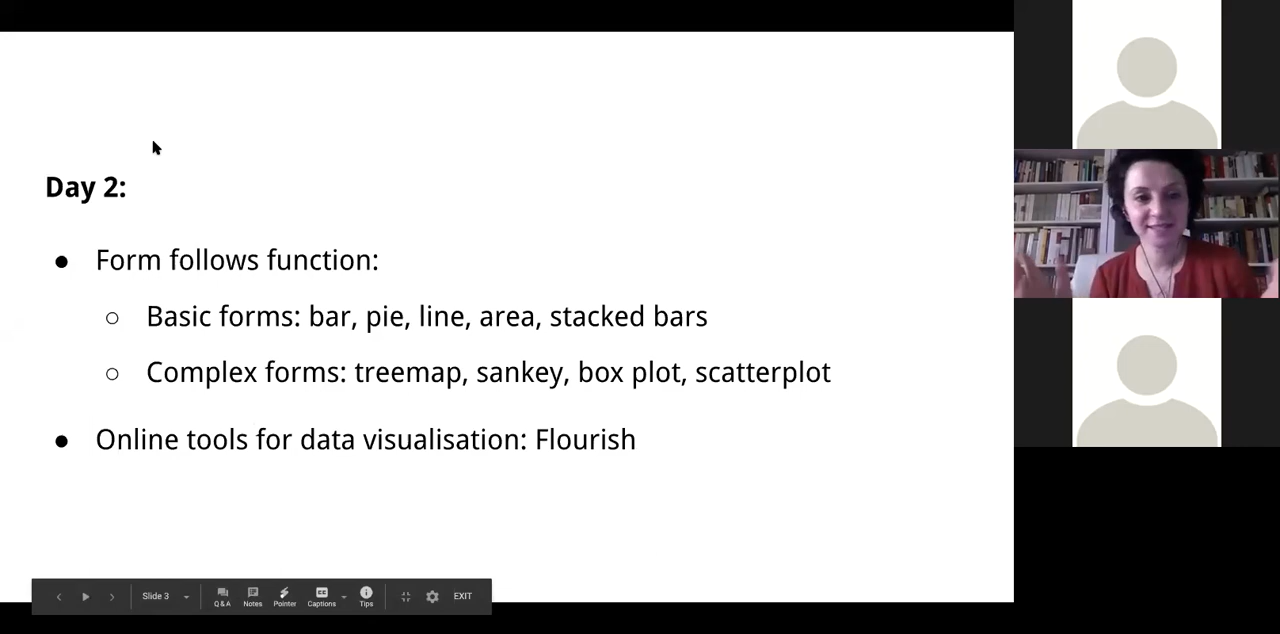 Day 2:
● Form follows function:
○ Basic forms: bar, pie, line, area, stacked bars
○ Complex forms: treemap, sankey, box plot, scatterplot
● Online tools for data visualisation: Flourish
Slide 3 Q&A Notes Pointer Captions Tips EXIT